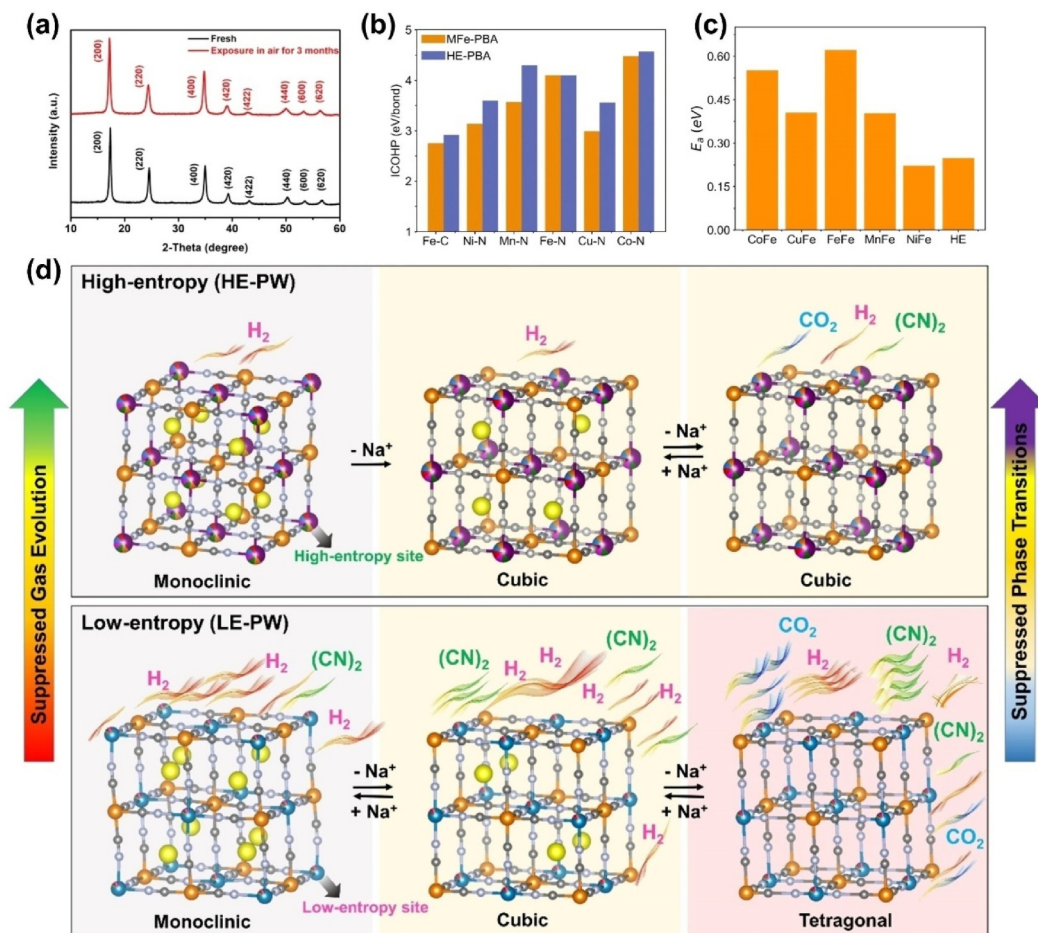 (a)
Fresh
Exposure in air for 3 months
(200)
(220)
(400)
(420)
(422)
(440)
(600)
(620)
(200)
(220)
(400)
(420)
(422)
(440)
(600)
(620)
Intensity (a.u.)
10 20 30 40 50 60
2-Theta (degree)
(b)
MFe-PBA
HE-PBA
ICOHP (eV/bond)
5
4
3
2
1
Fe-C Ni-N Mn-N Fe-N Cu-N Co-N
(c)
Ea (eV)
0.60
0.45
0.30
0.15
0.00
CoFe CuFe FeFe MnFe NiFe HE
(d)
High-entropy (HE-PW)
H2
H2
CO2 H2 (CN)2
- Na+
- Na+
+ Na+
High-entropy site
Monoclinic
Cubic
Cubic
Suppressed Gas Evolution
Suppressed Phase Transitions
Low-entropy (LE-PW)
H2 H2 (CN)2
H2
(CN)2 H2 H2 (CN)2
H2 H2
H2
CO2 H2 (CN)2 H2
(CN)2
CO2
- Na+
+ Na+
- Na+
+ Na+
Low-entropy site
Monoclinic
Cubic
Tetragonal